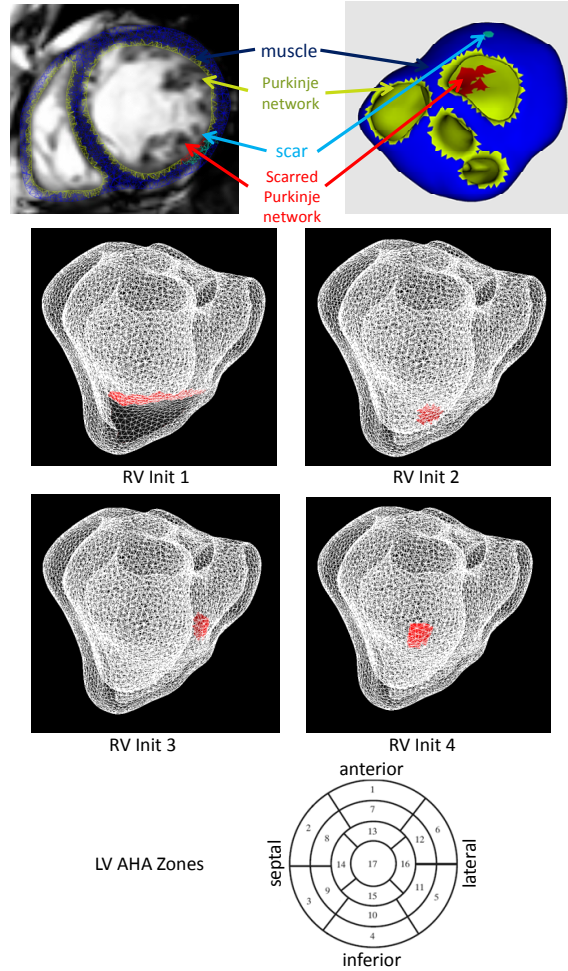 muscle
Purkinje
network
scar
Scarred
Purkinje
network
RV Init 1
RV Init 2
RV Init 3
RV Init 4
LV AHA Zones
anterior
septal
lateral
inferior
1
7
2
13
6
8
12
14
17
16
9
11
3
15
5
10
4